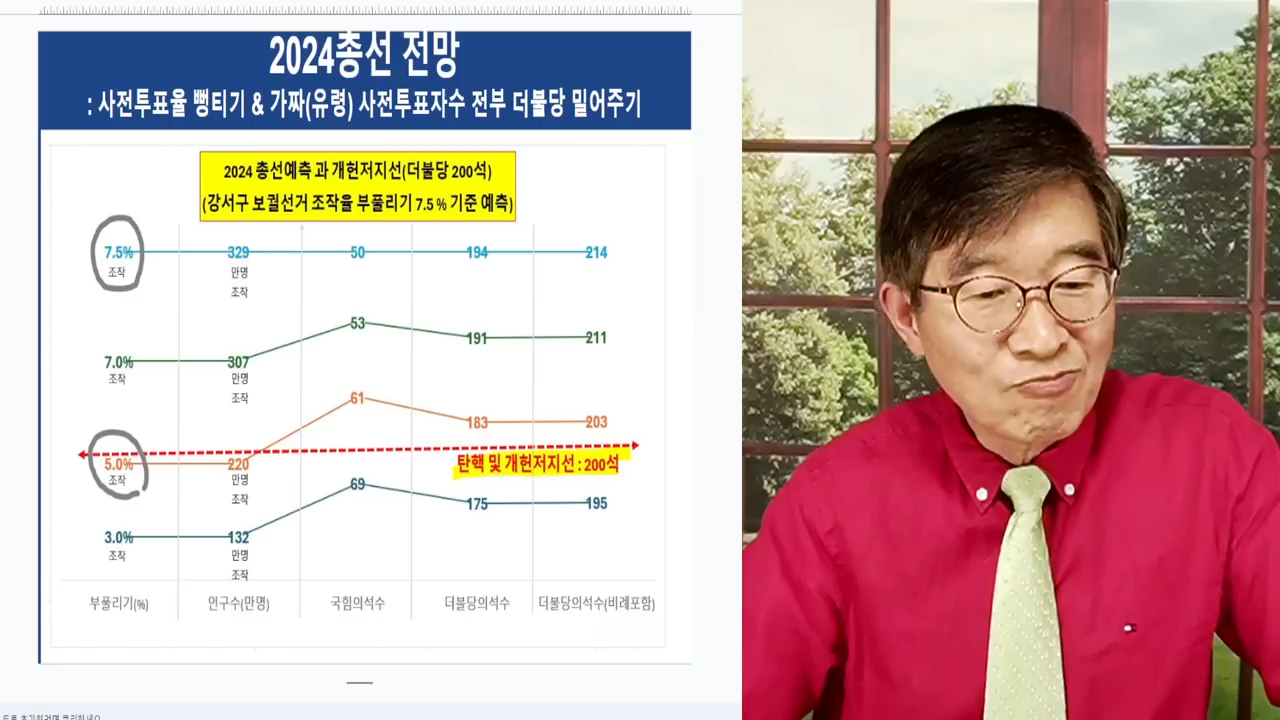 2024총선 전망
: 사전투표율 뻥티기 & 가짜(유령) 사전투표자수 전부 더불당 밀어주기
2024 총선예측 과 개헌저지선(더불당 200석)
(강서구 보궐선거 조작율 부풀리기 7.5 % 기준 예측)
7.5% 329 50 194 214
조작 만명
조작
53
191 211
7.0% 307
조작 만명
조작
61
183 203
5.0% 220 탄핵 및 개헌저지선 : 200석
조작 만명
조작
69
175 195
3.0% 132
조작 만명
조작
부풀리기(%) 인구수(만명) 국힘의석수 더블당의석수 더불당의석수(비례포함)